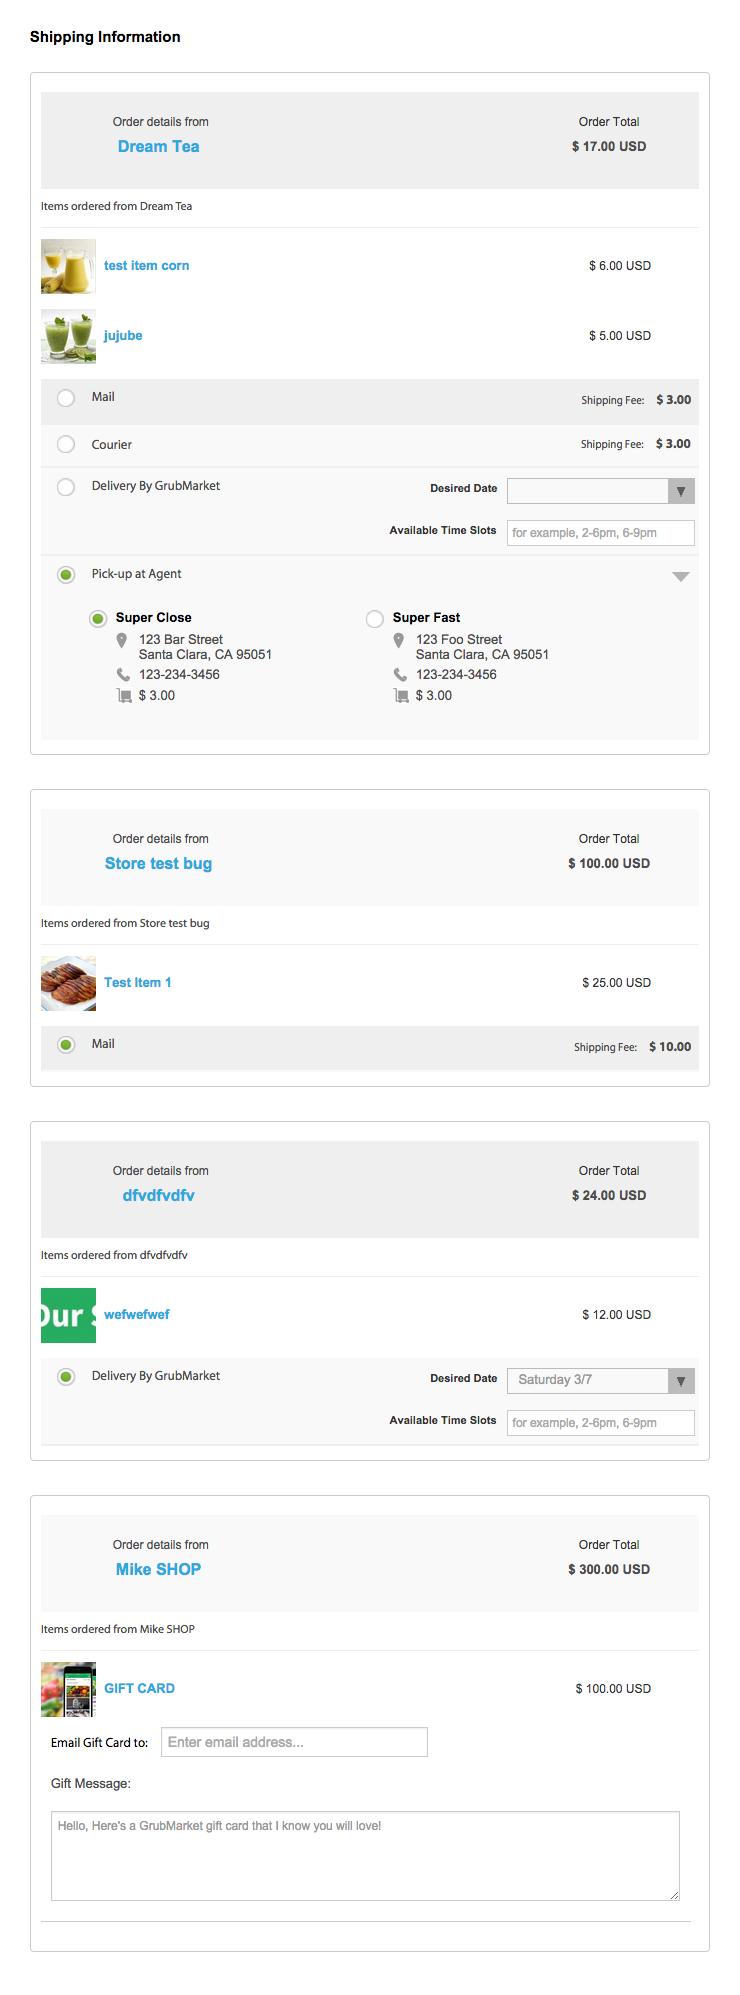 Shipping Information
Order details from
Order Total
Dream Tea
$ 17.00 USD
Items ordered from Dream Tea
test item corn
$ 6.00 USD
jujube
$ 5.00 USD
Mail
Shipping Fee: $ 3.00
Courier
Shipping Fee: $ 3.00
Delivery By GrubMarket
Desired Date
Available Time Slots
for example, 2-6pm, 6-9pm
Pick-up at Agent
Super Close
123 Bar Street
Santa Clara, CA 95051
123-234-3456
$ 3.00
Super Fast
123 Foo Street
Santa Clara, CA 95051
123-234-3456
$ 3.00
Order details from
Order Total
Store test bug
$ 100.00 USD
Items ordered from Store test bug
Test Item 1
$ 25.00 USD
Mail
Shipping Fee: $ 10.00
Order details from
Order Total
dfvdfvdfv
$ 24.00 USD
Items ordered from dfvdfvdfv
Our S
wefwefwef
$ 12.00 USD
Delivery By GrubMarket
Desired Date
Saturday 3/7
Available Time Slots
for example, 2-6pm, 6-9pm
Order details from
Order Total
Mike SHOP
$ 300.00 USD
Items ordered from Mike SHOP
GIFT CARD
$ 100.00 USD
Email Gift Card to:
Enter email address...
Gift Message:
Hello, Here's a GrubMarket gift card that I know you will love!